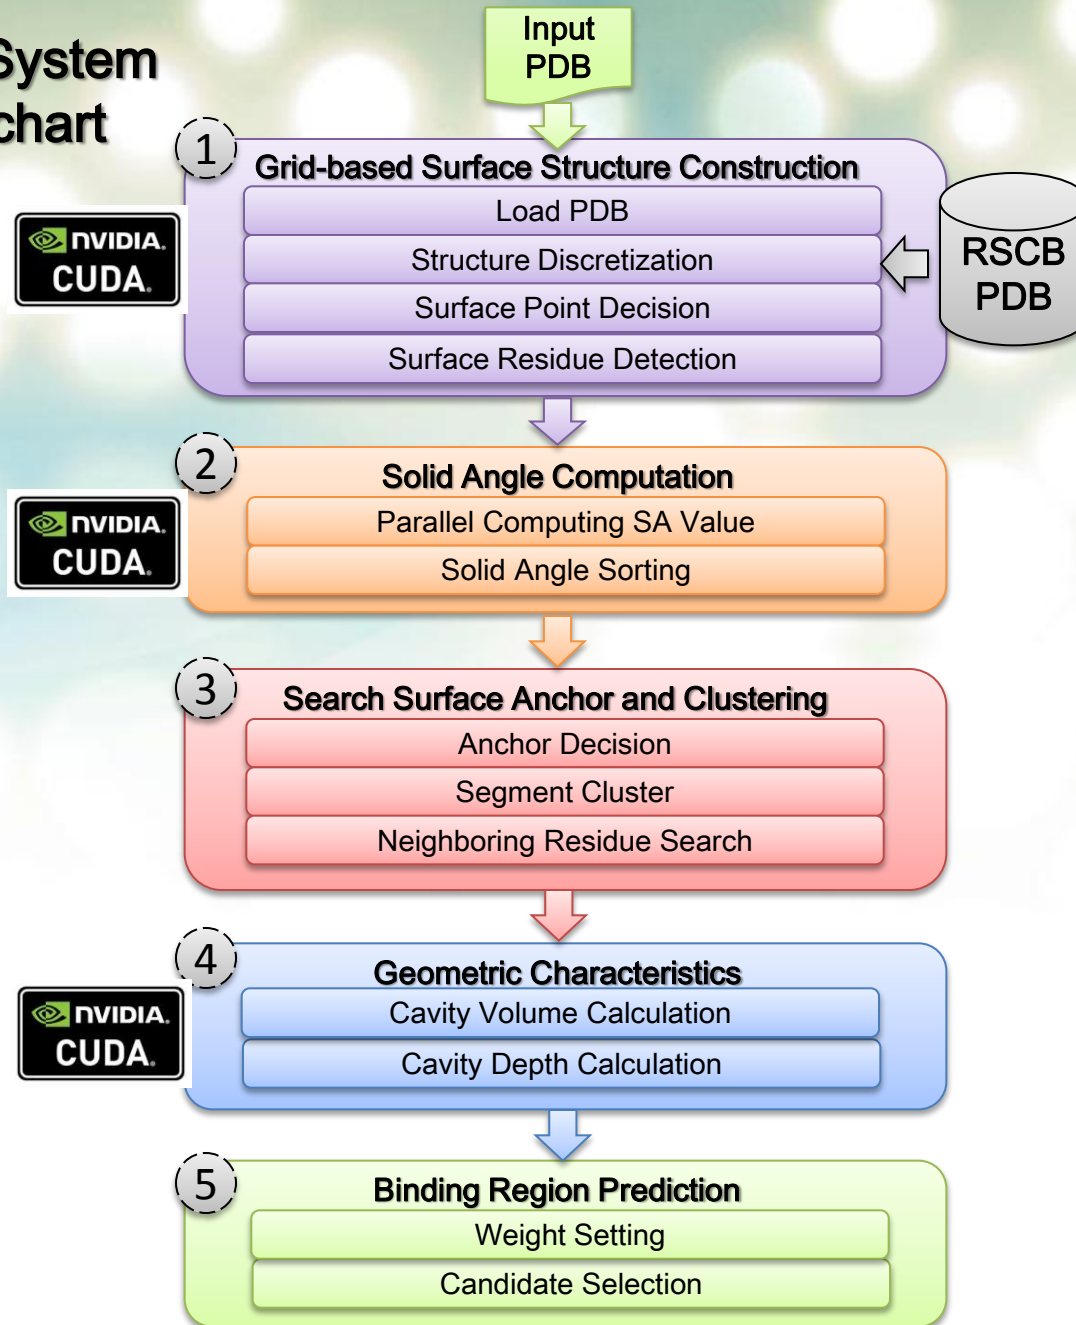 System
chart
Input
PDB
1
Grid-based Surface Structure Construction
Load PDB
Structure Discretization
Surface Point Decision
Surface Residue Detection
NVIDIA.
CUDA.
RSCB
PDB
2
Solid Angle Computation
Parallel Computing SA Value
Solid Angle Sorting
NVIDIA.
CUDA.
3
Search Surface Anchor and Clustering
Anchor Decision
Segment Cluster
Neighboring Residue Search
4
Geometric Characteristics
Cavity Volume Calculation
Cavity Depth Calculation
NVIDIA.
CUDA.
5
Binding Region Prediction
Weight Setting
Candidate Selection